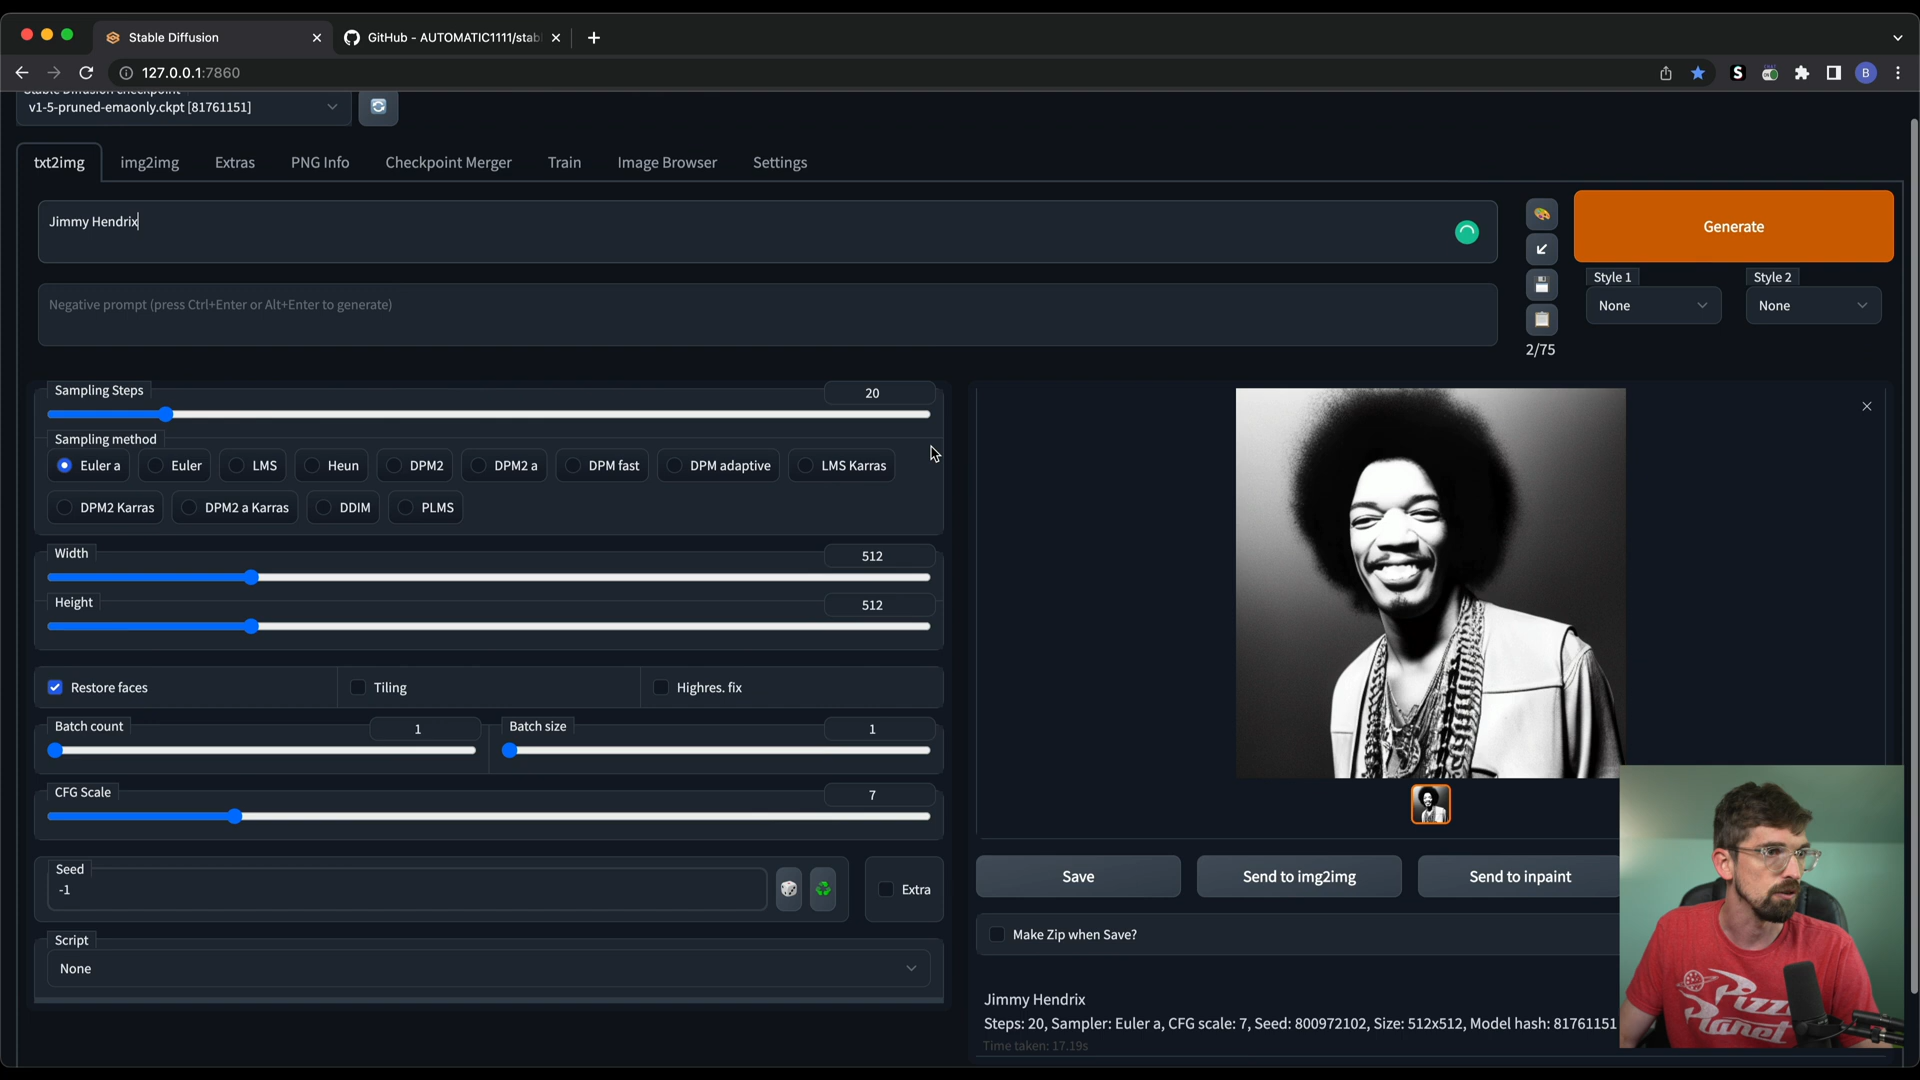 Stable Diffusion
GitHub - AUTOMATIC1111/stab
127.0.0.1:7860
Stable Diffusion checkpoint
v1-5-pruned-emaonly.ckpt [81761151]
txt2img
img2img
Extras
PNG Info
Checkpoint Merger
Train
Image Browser
Settings
Jimmy Hendrix
Generate
Style 1
Style 2
None
None
Negative prompt (press Ctrl+Enter or Alt+Enter to generate)
2/75
Sampling Steps
20
Sampling method
Euler a
Euler
LMS
Heun
DPM2
DPM2 a
DPM fast
DPM adaptive
LMS Karras
DPM2 Karras
DPM2 a Karras
DDIM
PLMS
Width
512
Height
512
Restore faces
Tiling
Highres. fix
Batch count
1
Batch size
1
CFG Scale
7
Seed
-1
Extra
Script
None
Save
Send to img2img
Send to inpaint
Make Zip when Save?
Jimmy Hendrix
Steps: 20, Sampler: Euler a, CFG scale: 7, Seed: 800972102, Size: 512x512, Model hash: 81761151
Time taken: 17.19s
Pizza
Planet
S
B